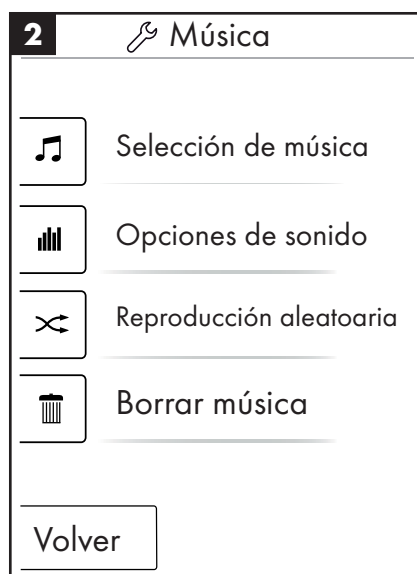 2
Música
Selección de música
Opciones de sonido
Reproducción aleatoaria
Borrar música
Volver